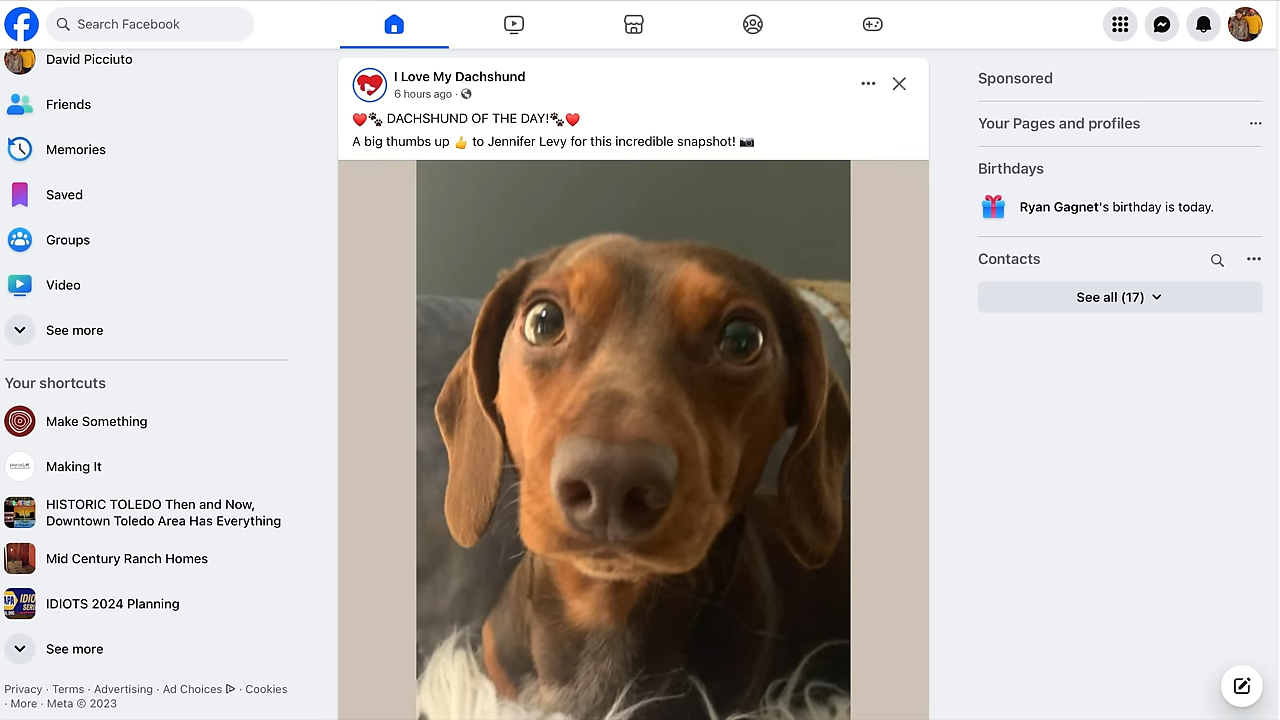 Search Facebook
David Picciuto
Friends
Memories
Saved
Groups
Video
See more
Your shortcuts
Make Something
Making It
HISTORIC TOLEDO Then and Now,
Downtown Toledo Area Has Everything
Mid Century Ranch Homes
IDIOTS 2024 Planning
See more
Privacy · Terms · Advertising · Ad Choices · Cookies
· More · Meta © 2023
I Love My Dachshund
6 hours ago ·
❤️🐾 DACHSHUND OF THE DAY!🐾❤️
A big thumbs up 👍 to Jennifer Levy for this incredible snapshot! 📷
Sponsored
Your Pages and profiles
Birthdays
Ryan Gagnet's birthday is today.
Contacts
See all (17)